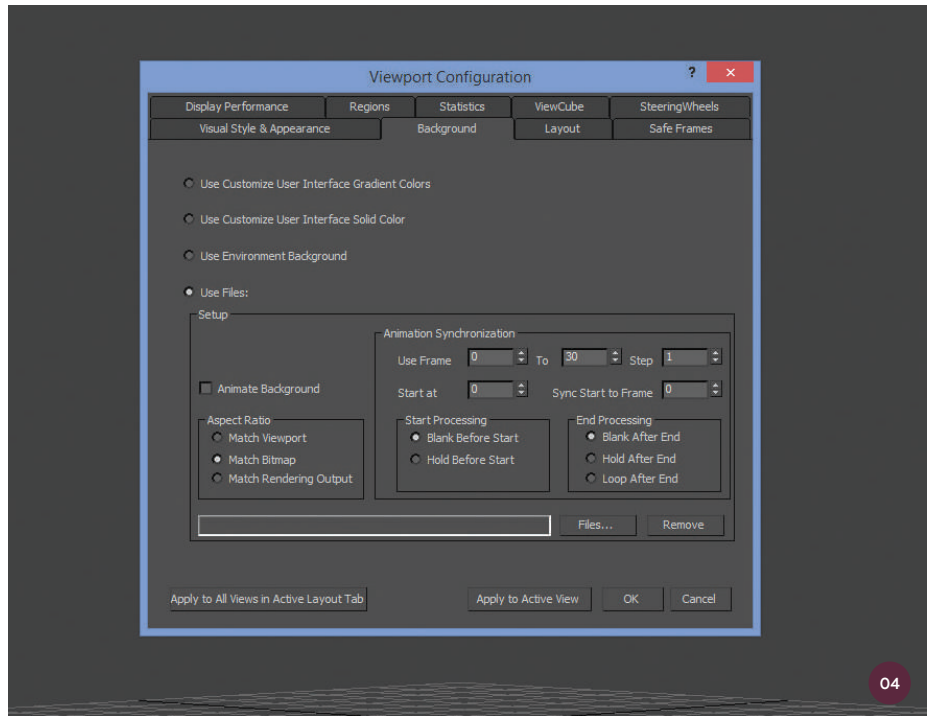 Viewport Configuration
?
×
Display Performance
Regions
Statistics
ViewCube
SteeringWheels
Visual Style & Appearance
Background
Layout
Safe Frames
Use Customize User Interface Gradient Colors
Use Customize User Interface Solid Color
Use Environment Background
Use Files:
Setup
Animation Synchronization
Use Frame 0 To 30 Step 1
Animate Background
Start at 0 Sync Start to Frame 0
Aspect Ratio
Match Viewport
Match Bitmap
Match Rendering Output
Start Processing
Blank Before Start
Hold Before Start
End Processing
Blank After End
Hold After End
Loop After End
Files...
Remove
Apply to All Views in Active Layout Tab
Apply to Active View
OK
Cancel
04